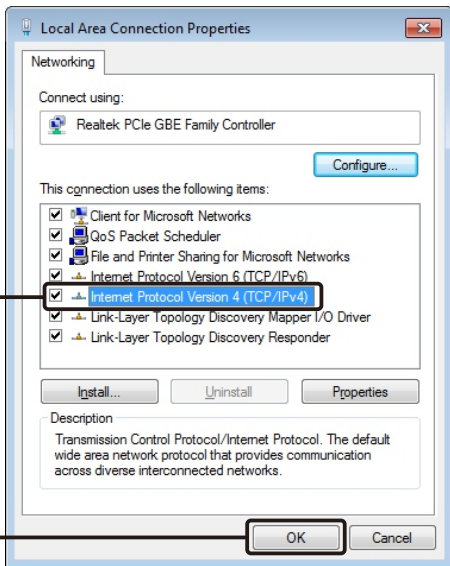 Local Area Connection Properties
Networking
Connect using:
Realtek PCIe GBE Family Controller
Configure...
This connection uses the following items:
Client for Microsoft Networks
QoS Packet Scheduler
File and Printer Sharing for Microsoft Networks
Internet Protocol Version 6 (TCP/IPv6)
Internet Protocol Version 4 (TCP/IPv4)
Link-Layer Topology Discovery Mapper I/O Driver
Link-Layer Topology Discovery Responder
Install... Uninstall Properties
Description
Transmission Control Protocol/Internet Protocol. The default
wide area network protocol that provides communication
across diverse interconnected networks.
OK Cancel